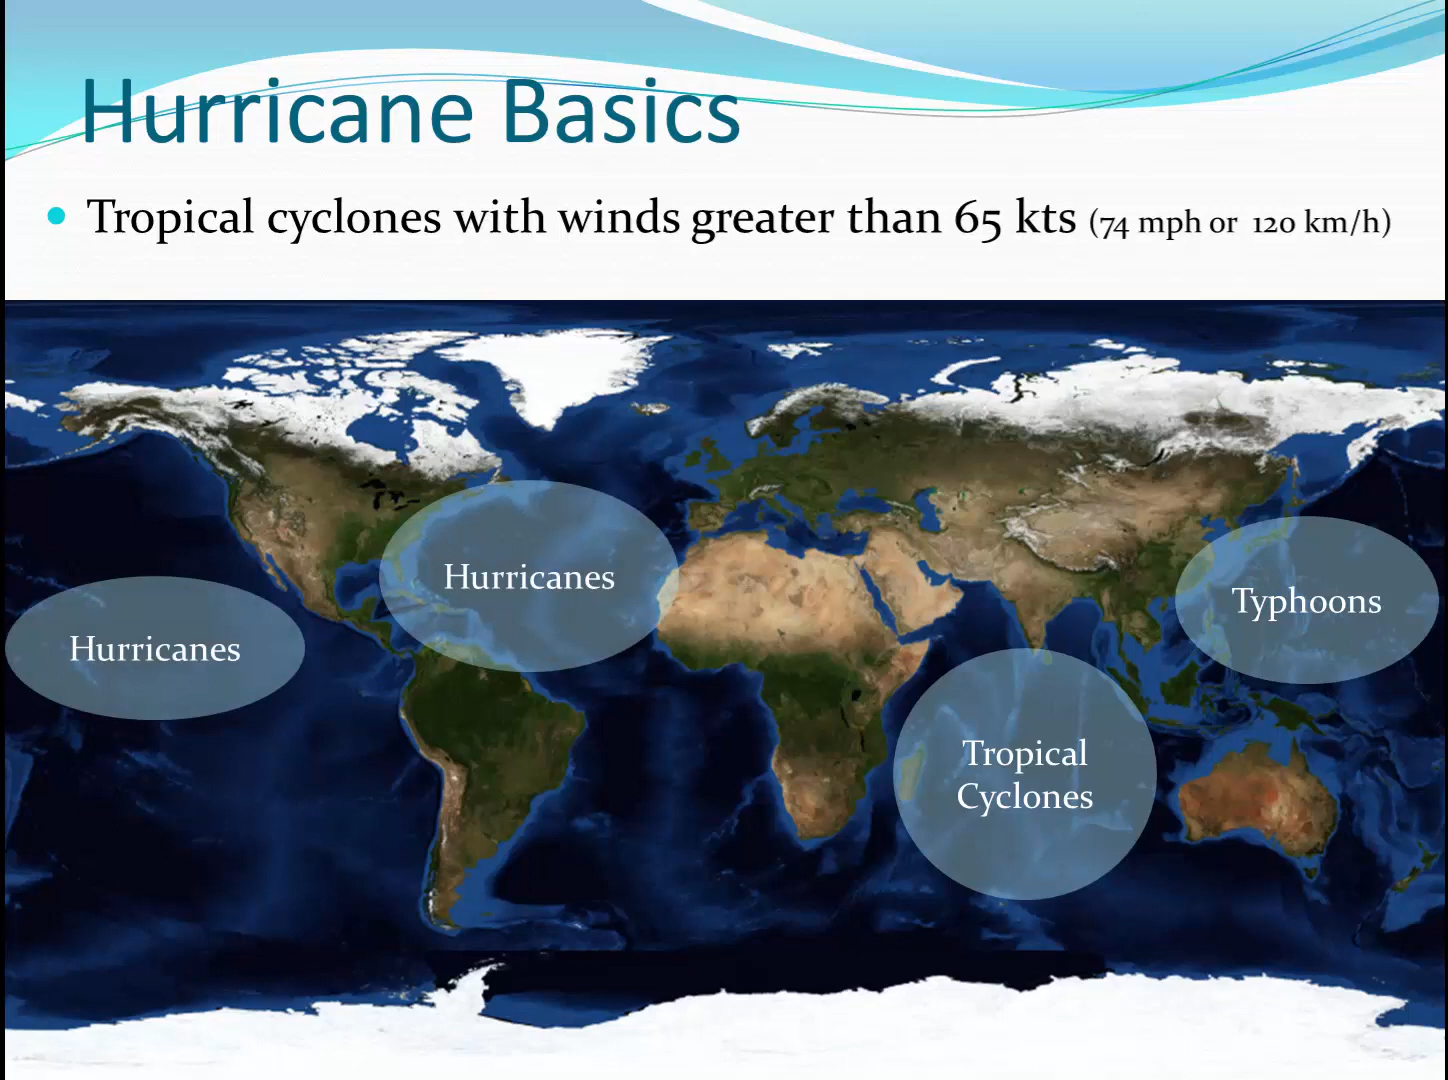 Hurricane Basics
Tropical cyclones with winds greater than 65 kts (74 mph or 120 km/h)
Hurricanes
Hurricanes
Typhoons
Tropical
Cyclones